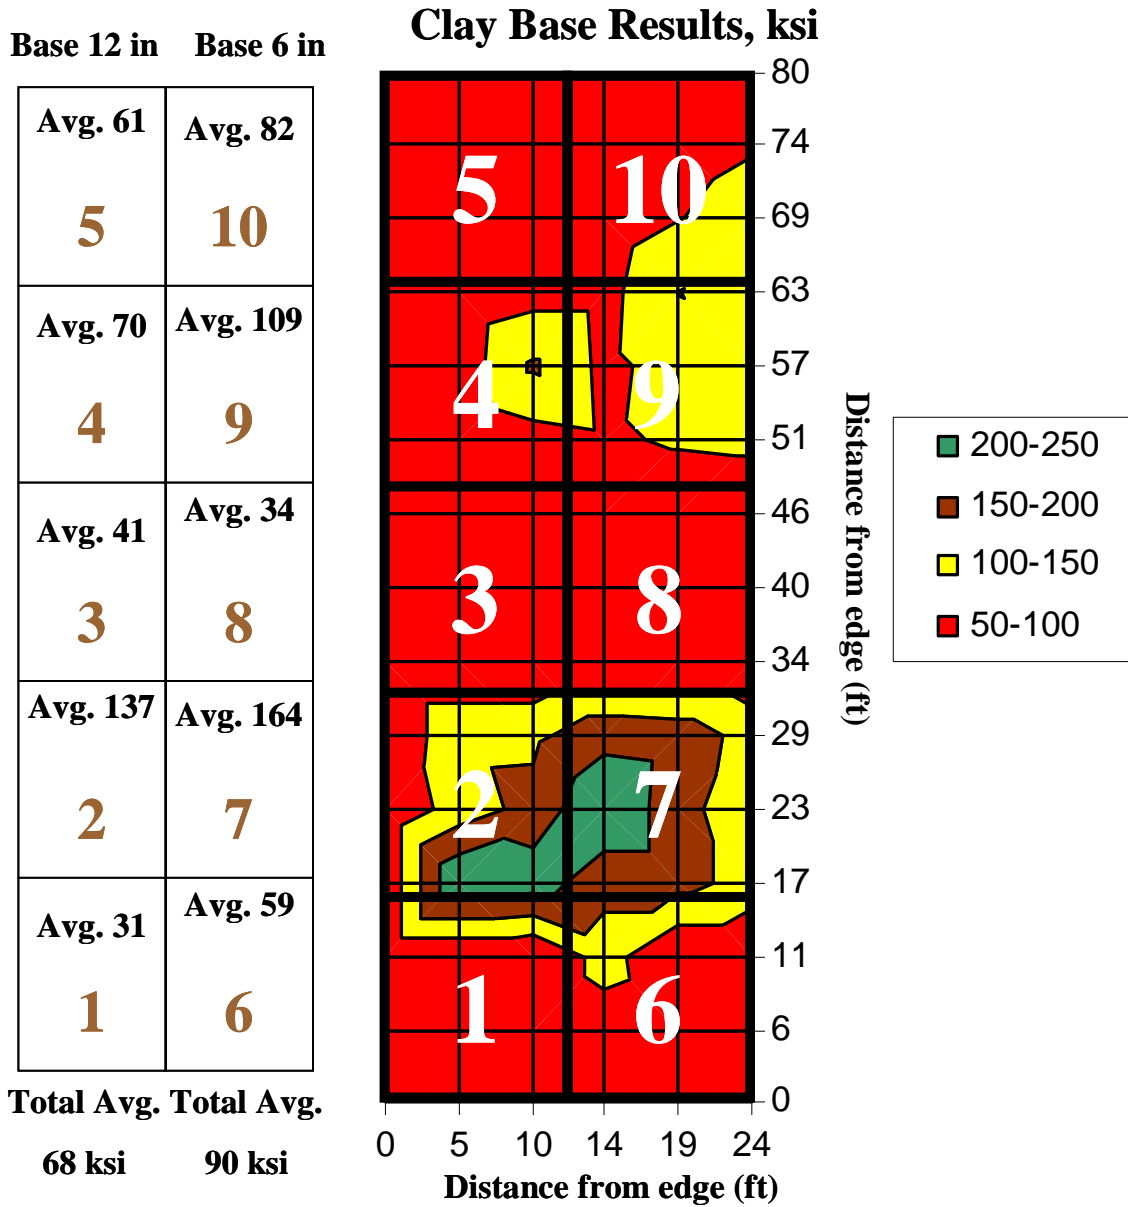 Clay Base Results, ksi
Base 12 in Base 6 in
Avg. 61 Avg. 82
5 10
Avg. 70 Avg. 109
4 9
Avg. 41 Avg. 34
3 8
Avg. 137 Avg. 164
2 7
Avg. 31 Avg. 59
1 6
Total Avg. Total Avg.
68 ksi 90 ksi
5 10
4 9
3 8
2 7
1 6
80
74
69
63
57
51
46
40
34
29
23
17
11
6
0
0 5 10 14 19 24
Distance from edge (ft)
Distance from edge (ft)
200-250
150-200
100-150
50-100